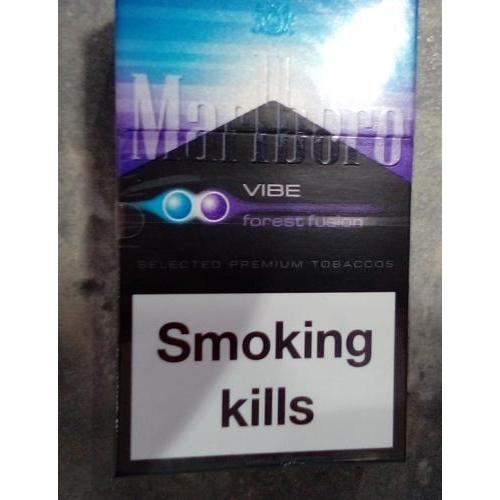 Marlboro
VIBE
forest fusion
SELECTED PREMIUM TOBACCOS
Smoking
kills